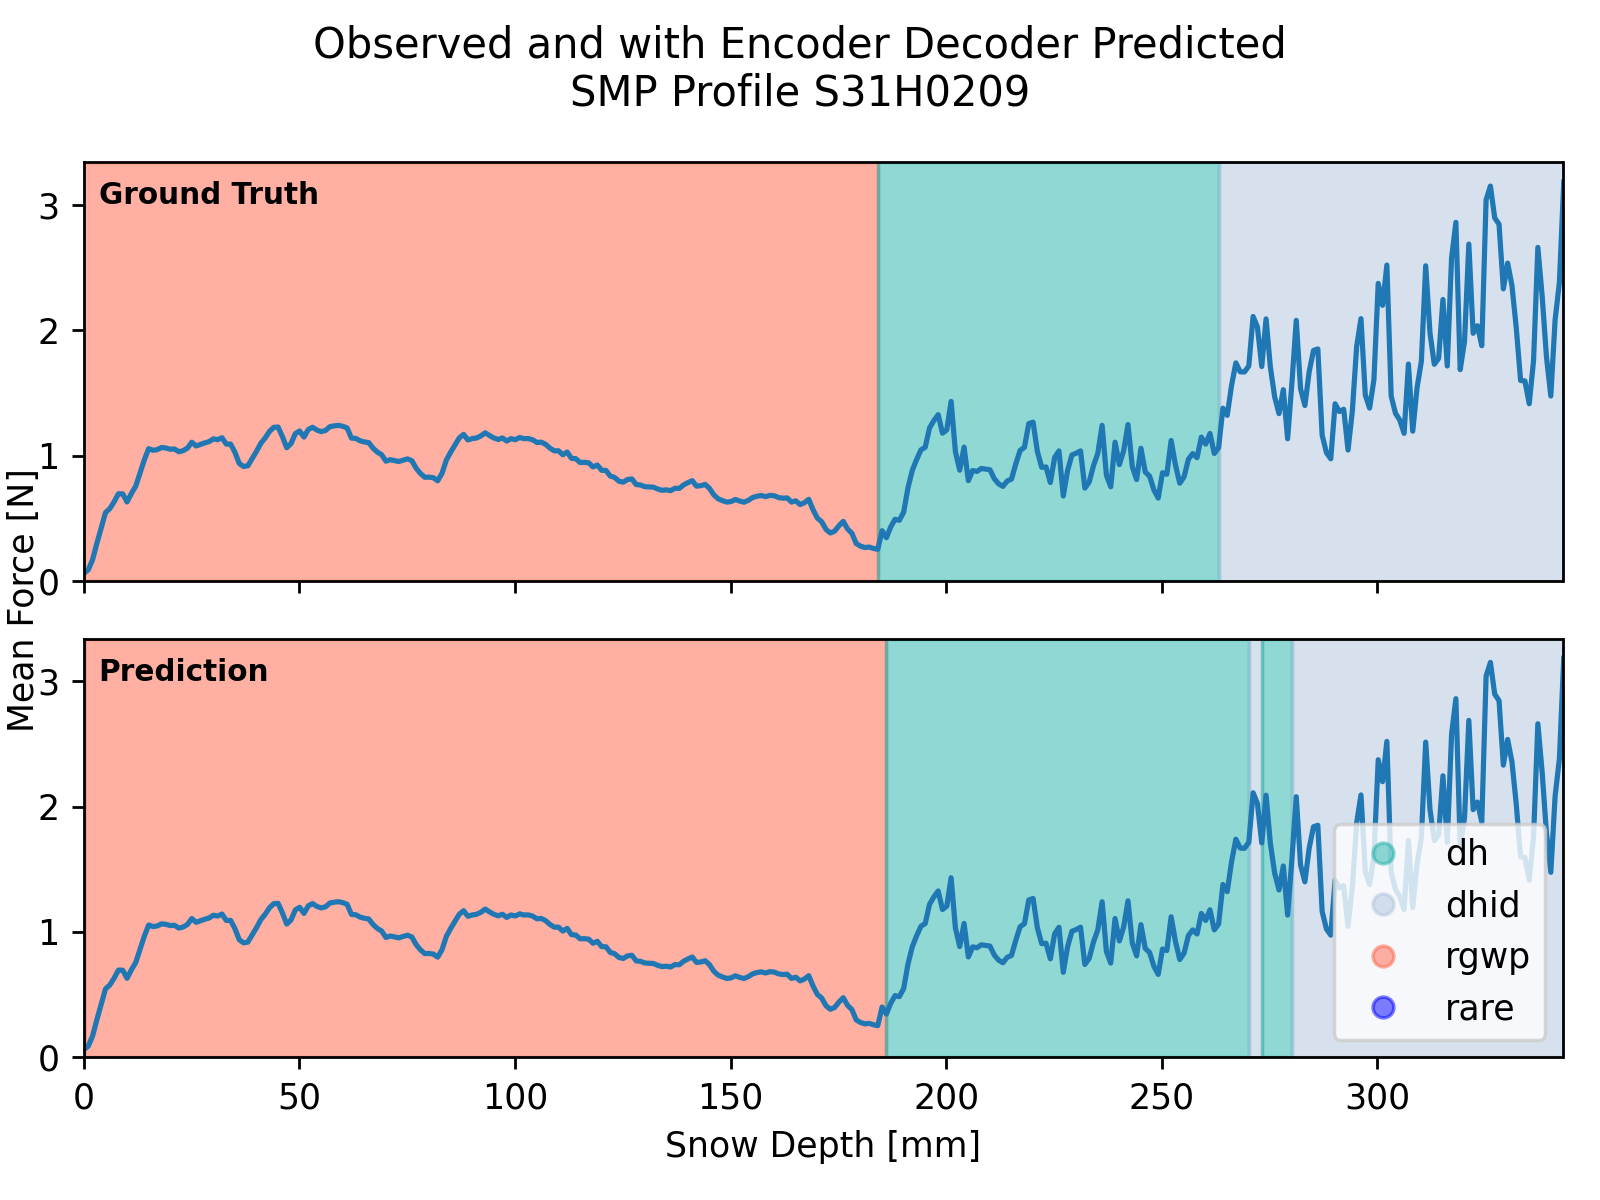 Observed and with Encoder Decoder Predicted
SMP Profile S31H0209
Ground Truth
3
2
1
0
Mean Force [N]
Prediction
3
2
1
0
dh
dhid
rgwp
rare
0 50 100 150 200 250 300
Snow Depth [mm]